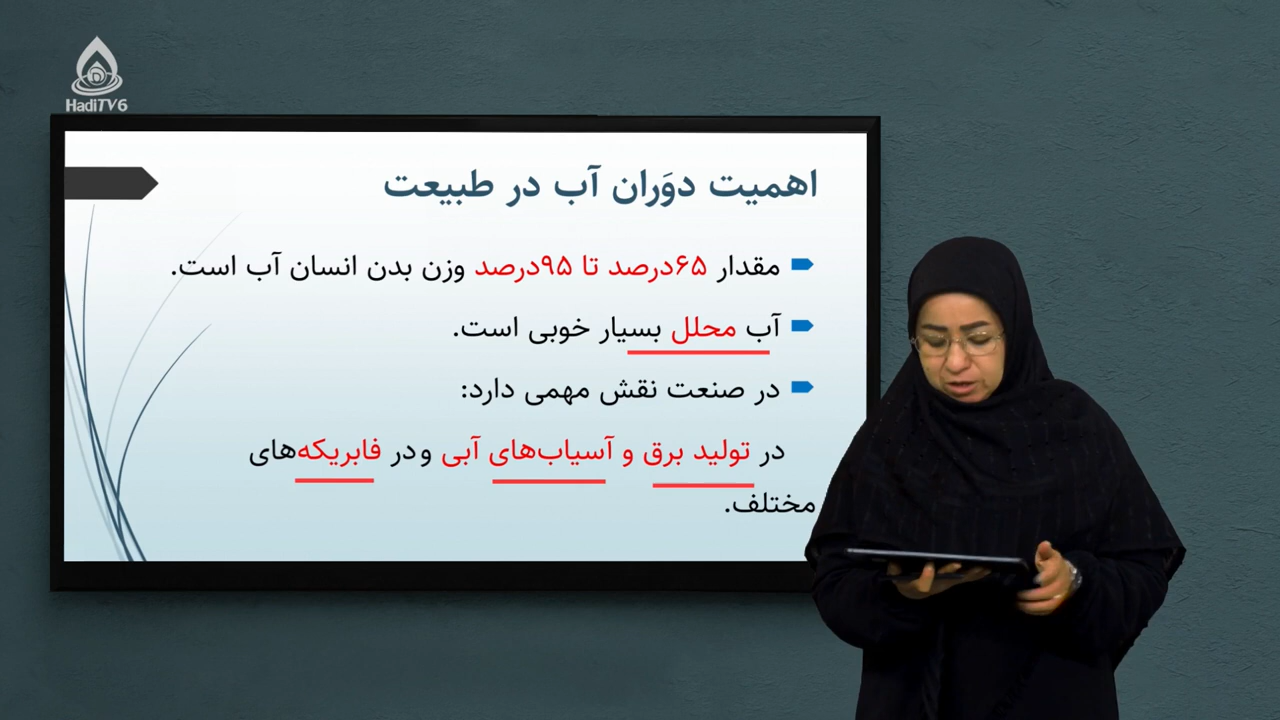 HadiTV6
اهمیت دوَران آب در طبیعت
مقدار ۶۵درصد تا ۹۵درصد وزن بدن انسان آب است.
آب محلل بسیار خوبی است.
در صنعت نقش مهمی دارد:
در تولید برق و آسیاب‌های آبی ودر فابریکه‌های
مختلف.